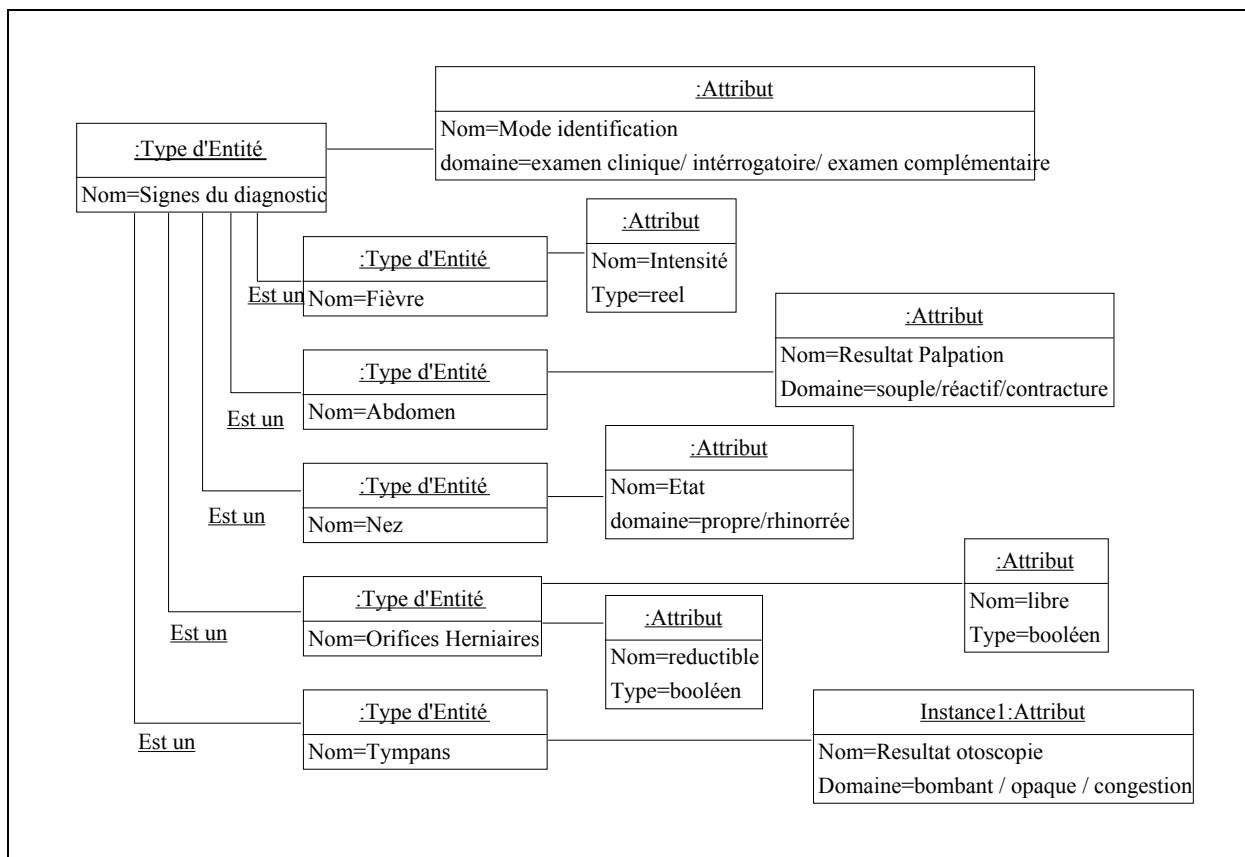 :Attribut
Nom=Mode identification
domaine=examen clinique/ intérrogatoire/ examen complémentaire
:Type d'Entité
Nom=Signes du diagnostic
:Attribut
Nom=Intensité
Type=reel
:Type d'Entité
Nom=Fièvre
Est un
:Attribut
Nom=Resultat Palpation
Domaine=souple/réactif/contracture
:Type d'Entité
Nom=Abdomen
Est un
:Attribut
Nom=Etat
domaine=propre/rhinorrée
:Type d'Entité
Nom=Nez
Est un
:Attribut
Nom=libre
Type=booléen
:Type d'Entité
Nom=Orifices Herniaires
Est un
:Attribut
Nom=reductible
Type=booléen
:Type d'Entité
Nom=Tympans
Est un
Instance1:Attribut
Nom=Resultat otoscopie
Domaine=bombant / opaque / congestion